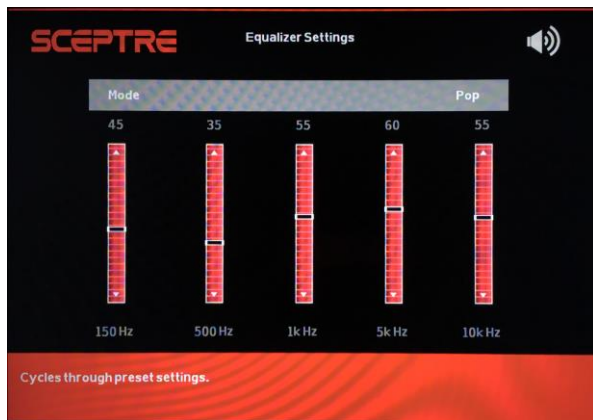 SCEPTRE
Equalizer Settings
Mode Pop
45 35 55 60 55
150 Hz 500 Hz 1k Hz 5k Hz 10k Hz
Cycles through preset settings.